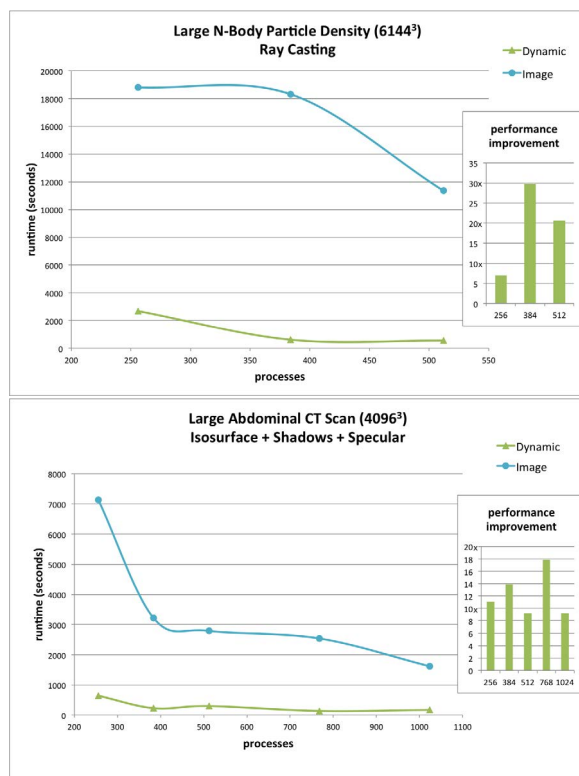 Large N-Body Particle Density (6144³)
Ray Casting
Dynamic
Image
20000
18000
16000
14000
12000
10000
8000
6000
4000
2000
0
runtime (seconds)
200 250 300 350 400 450 500 550
processes
performance
improvement
35
30x
25
20x
15
10x
5
0
256 384 512
Large Abdominal CT Scan (4096³)
Isosurface + Shadows + Specular
Dynamic
Image
8000
7000
6000
5000
4000
3000
2000
1000
0
runtime (seconds)
200 300 400 500 600 700 800 900 1000 1100
processes
performance
improvement
20x
18
16
14
12
10x
8
6
4
2
0
256 384 512 768 1024